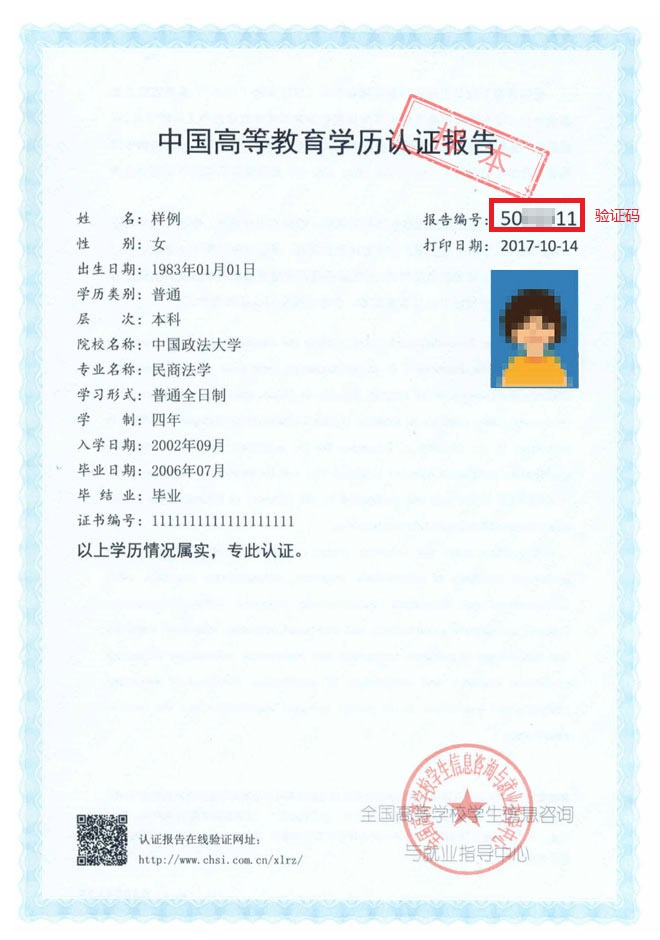 中国高等教育学历认证报告
样本
姓 名：样例
报告编号：50 11 验证码
性 别：女
打印日期：2017-10-14
出生日期：1983年01月01日
学历类别：普通
层 次：本科
院校名称：中国政法大学
专业名称：民商法学
学习形式：普通全日制
学 制：四年
入学日期：2002年09月
毕业日期：2006年07月
毕 结 业：毕业
证书编号：1111111111111111111
以上学历情况属实，专此认证。
全国高等学校学生信息咨询
与就业指导中心
全国高等学校学生信息咨询与就业指导中心
认证报告在线验证网址：
http://www.chsi.com.cn/xlrz/